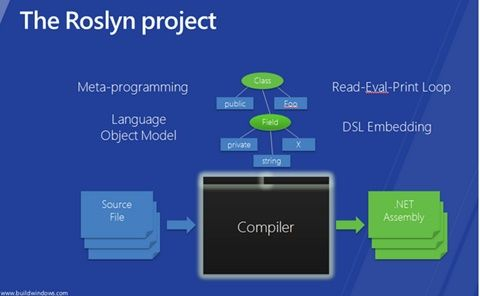 The Roslyn project
Meta-programming
Language
Object Model
Class
public
Foo
Field
private
X
string
Read-Eval-Print Loop
DSL Embedding
Source
File
Compiler
.NET
Assembly
www.buildwindows.com